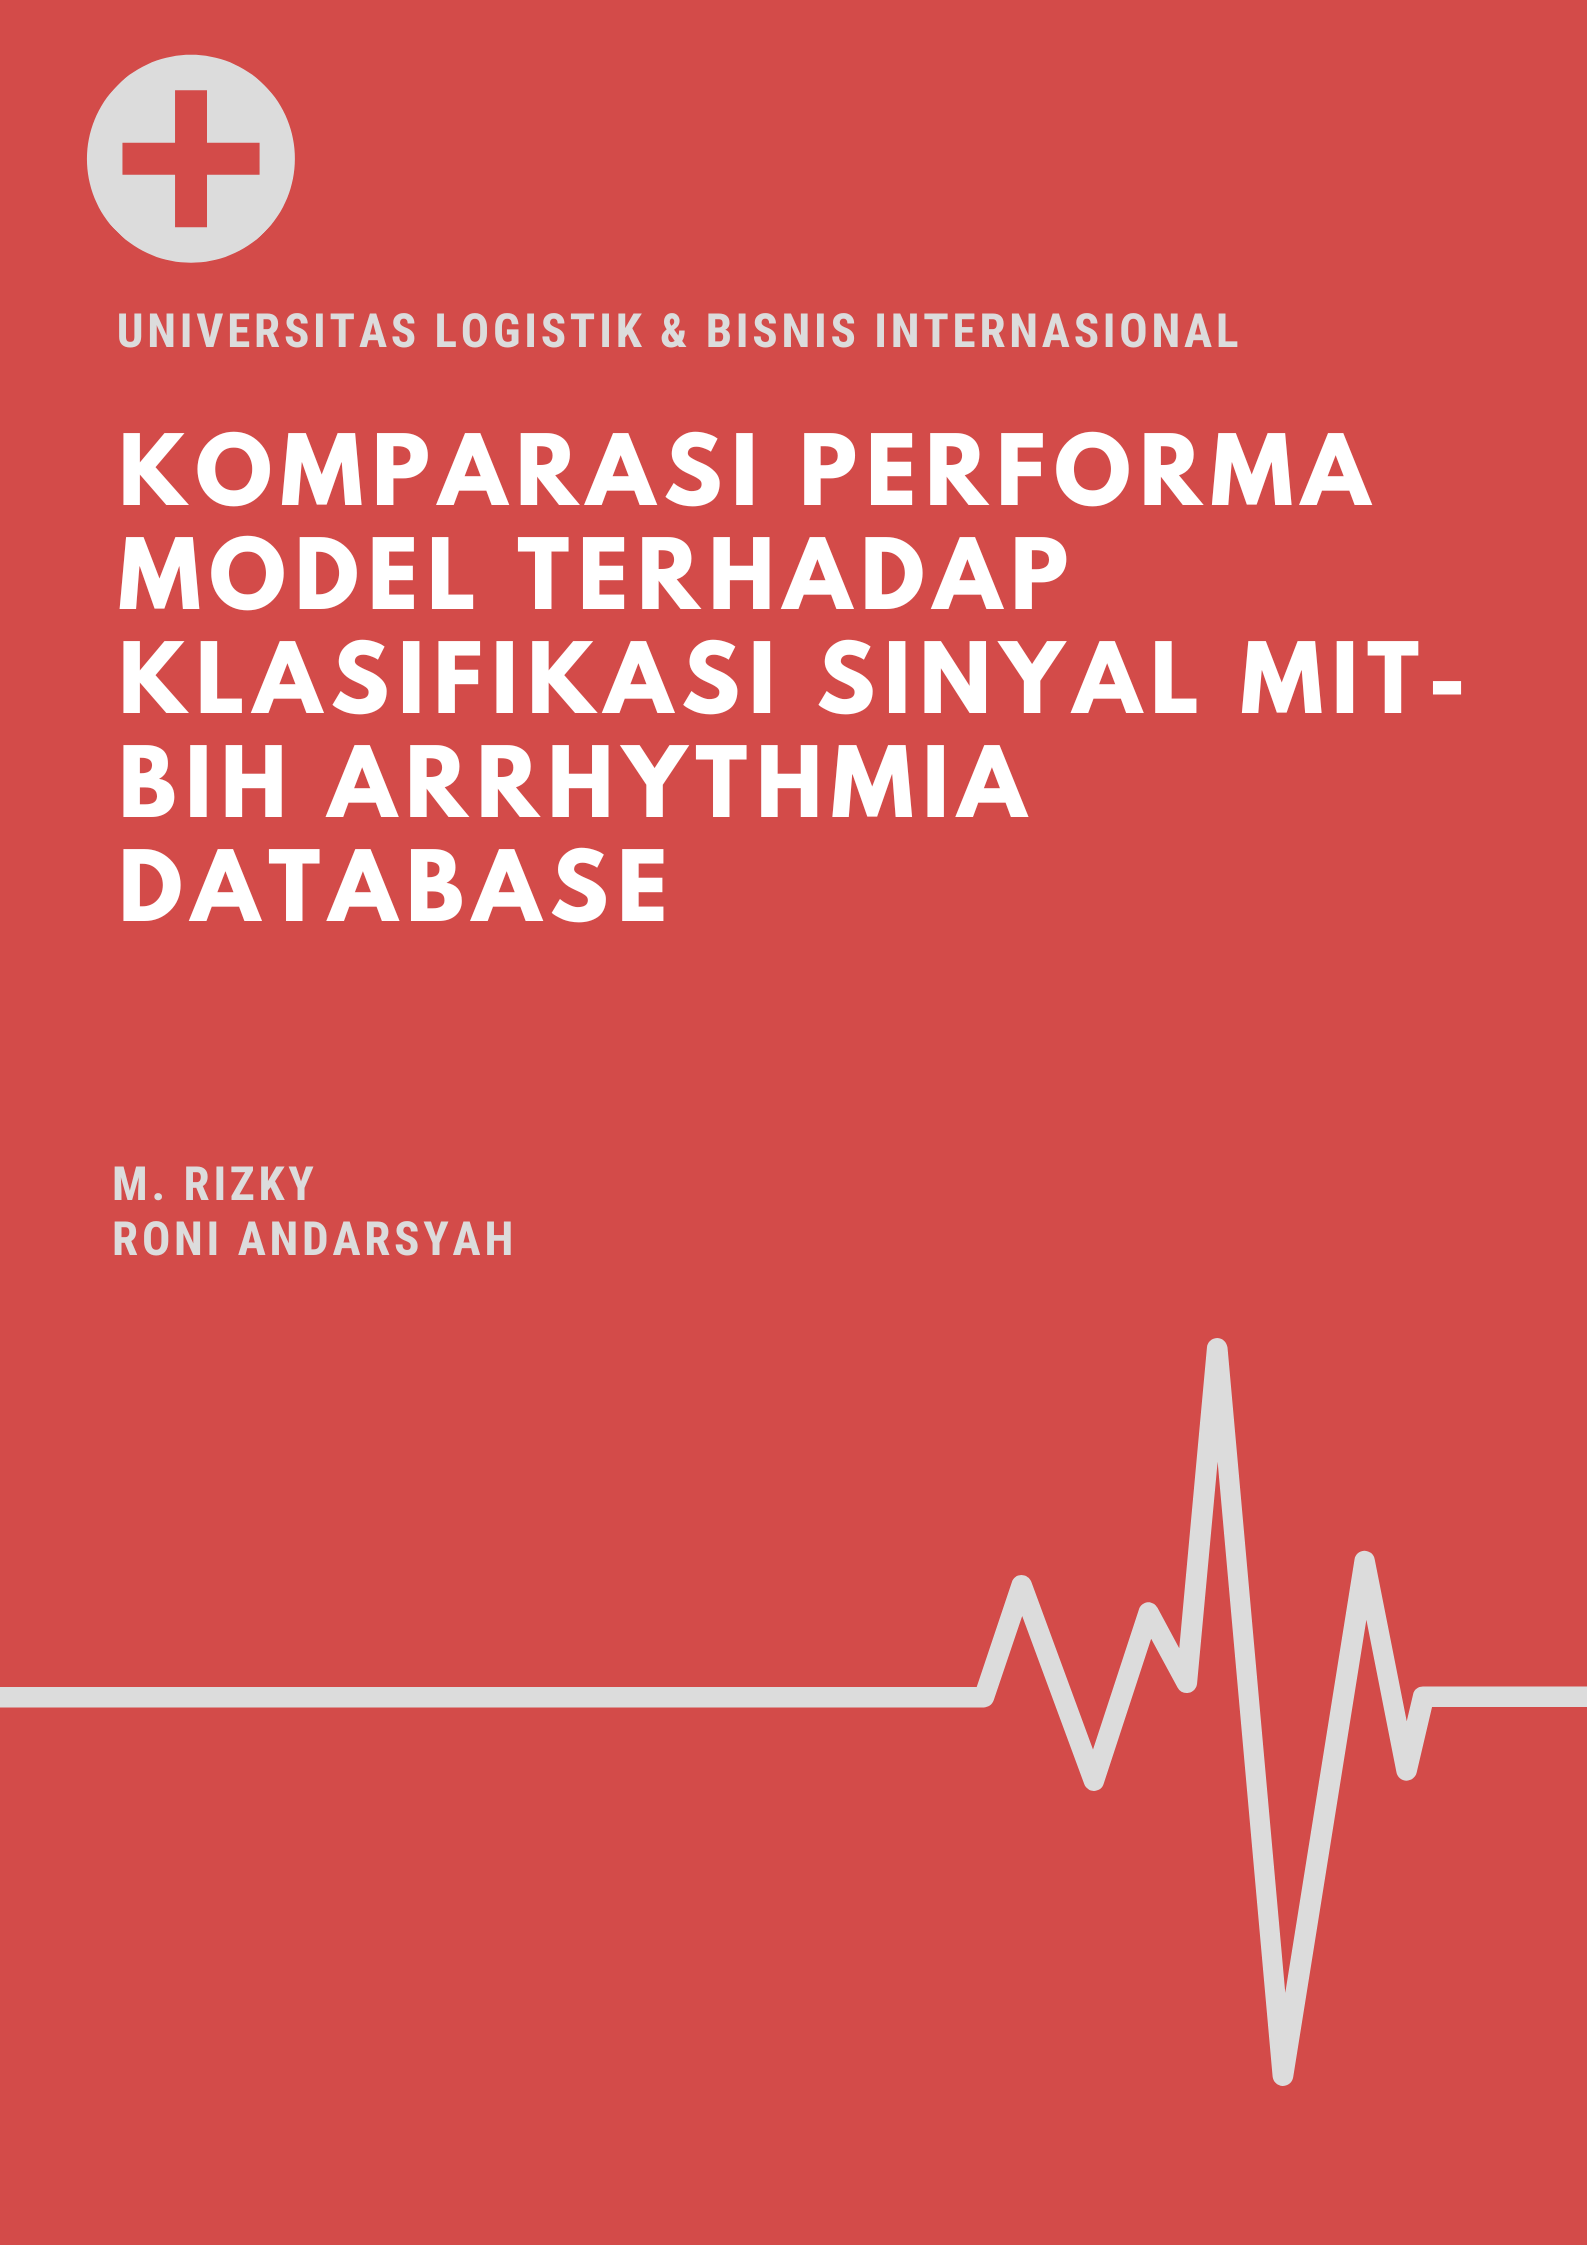 UNIVERSITAS LOGISTIK & BISNIS INTERNASIONAL
KOMPARASI PERFORMA
MODEL TERHADAP
KLASIFIKASI SINYAL MIT-
BIH ARRHYTHMIA
DATABASE
M. RIZKY
RONI ANDARSYAH